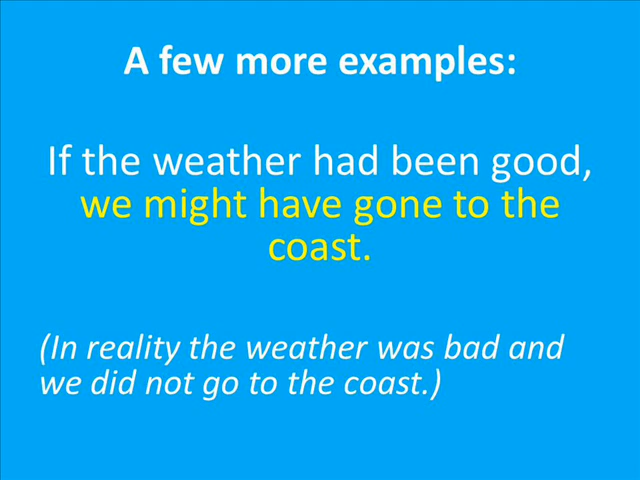 A few more examples:
If the weather had been good,
we might have gone to the
coast.
(In reality the weather was bad and
we did not go to the coast.)